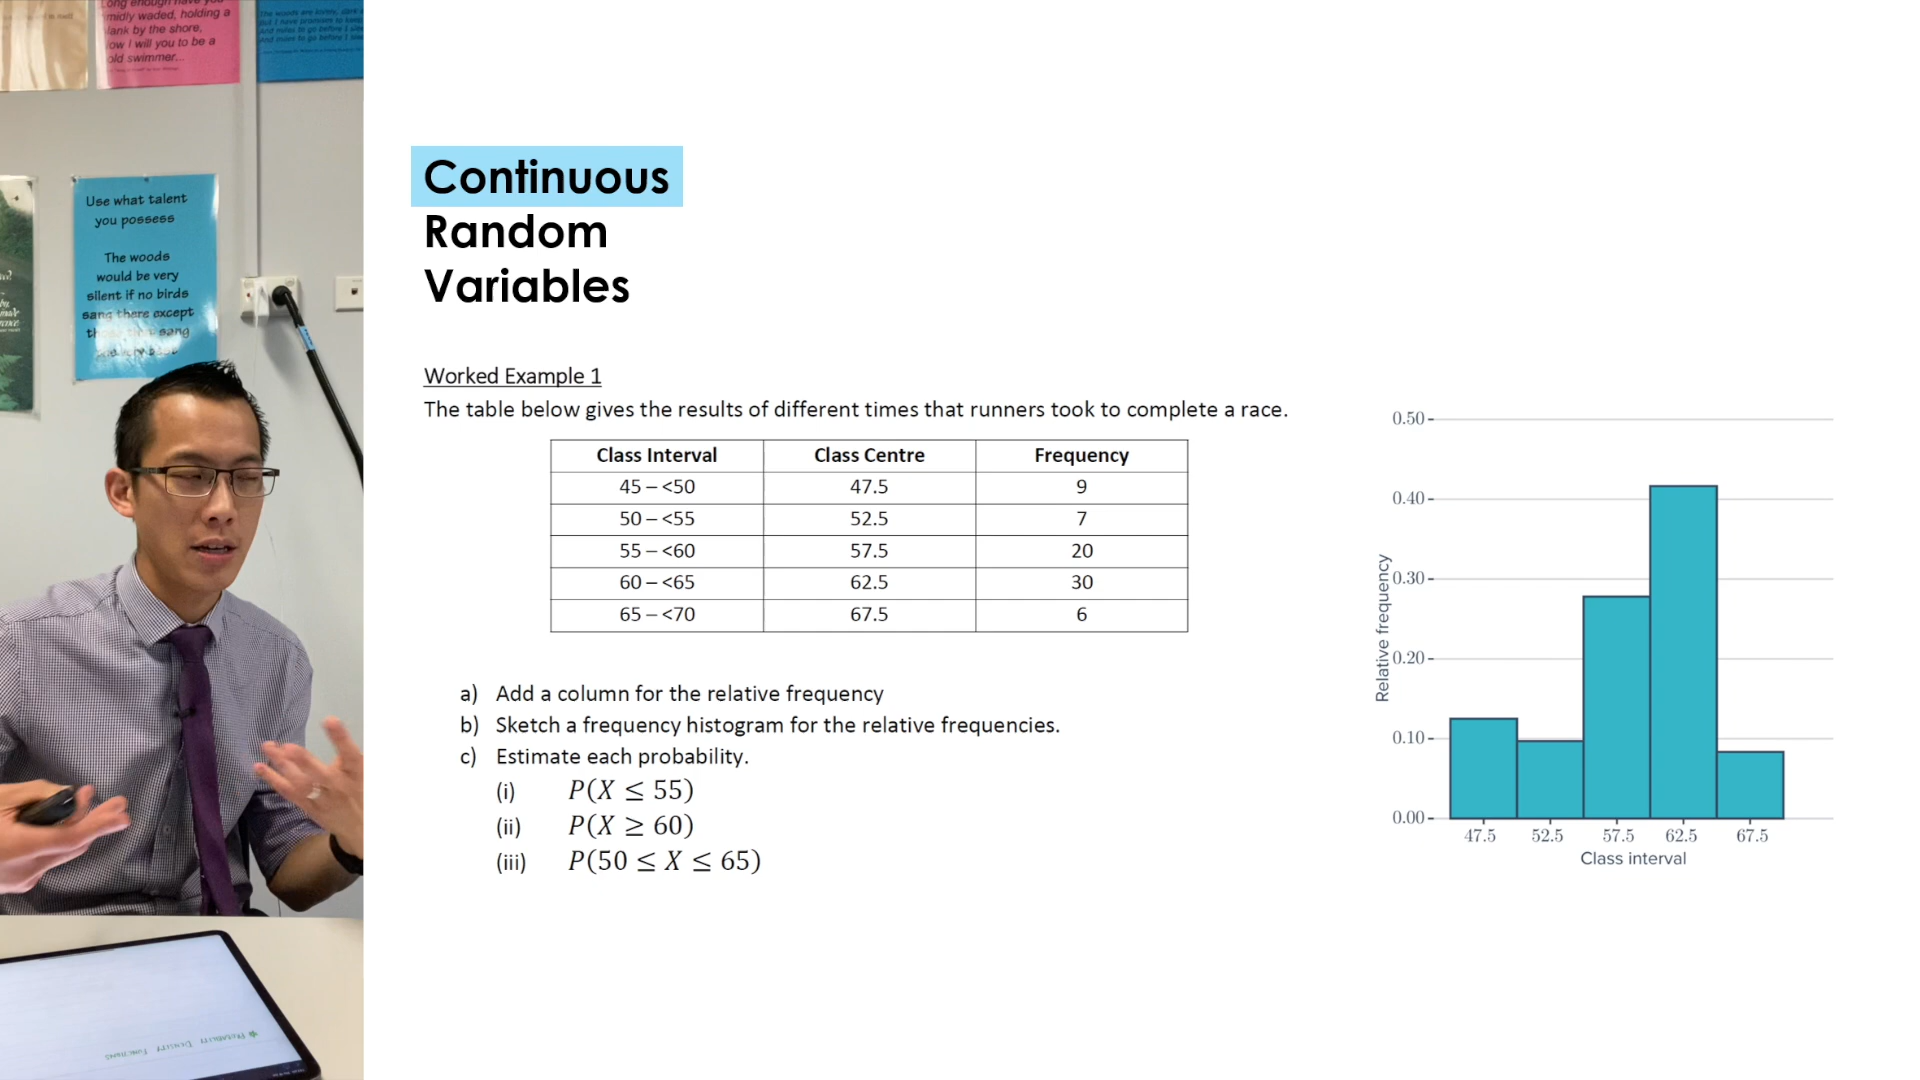 midly waded, holding a
lank by the shore,
ow I will you to be a
old swimmer...
Use what talent
you possess
The woods
would be very
silent if no birds
sang there except
sang
Continuous
Random
Variables
Worked Example 1
The table below gives the results of different times that runners took to complete a race.
Class Interval Class Centre Frequency
45 – <50 47.5 9
50 – <55 52.5 7
55 – <60 57.5 20
60 – <65 62.5 30
65 – <70 67.5 6
a) Add a column for the relative frequency
b) Sketch a frequency histogram for the relative frequencies.
c) Estimate each probability.
(i) P(X ≤ 55)
(ii) P(X ≥ 60)
(iii) P(50 ≤ X ≤ 65)
Relative frequency
0.50
0.40
0.30
0.20
0.10
0.00
47.5 52.5 57.5 62.5 67.5
Class interval
PROBABILITY DENSITY FUNCTIONS